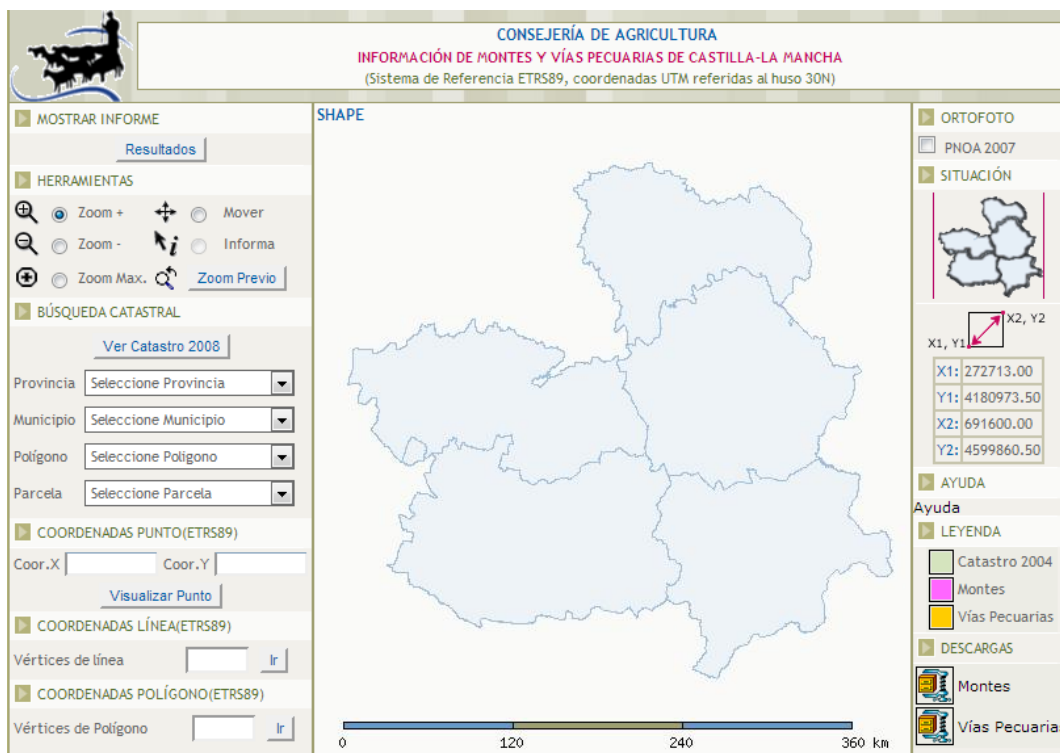 CONSEJERÍA DE AGRICULTURA
INFORMACIÓN DE MONTES Y VÍAS PECUARIAS DE CASTILLA-LA MANCHA
(Sistema de Referencia ETRS89, coordenadas UTM referidas al huso 30N)
MOSTRAR INFORME
Resultados
HERRAMIENTAS
Zoom + Mover
Zoom - Informa
Zoom Max. Zoom Previo
BÚSQUEDA CATASTRAL
Ver Catastro 2008
Provincia Seleccione Provincia
Municipio Seleccione Municipio
Polígono Seleccione Poligono
Parcela Seleccione Parcela
COORDENADAS PUNTO(ETRS89)
Coor.X Coor.Y
Visualizar Punto
COORDENADAS LÍNEA(ETRS89)
Vértices de línea Ir
COORDENADAS POLÍGONO(ETRS89)
Vértices de Polígono Ir
SHAPE
0 120 240 360 km
ORTOFOTO
PNOA 2007
SITUACIÓN
X2, Y2
X1, Y1
X1: 272713.00
Y1: 4180973.50
X2: 691600.00
Y2: 4599860.50
AYUDA
Ayuda
LEYENDA
Catastro 2004
Montes
Vías Pecuarias
DESCARGAS
Montes
Vías Pecuaria